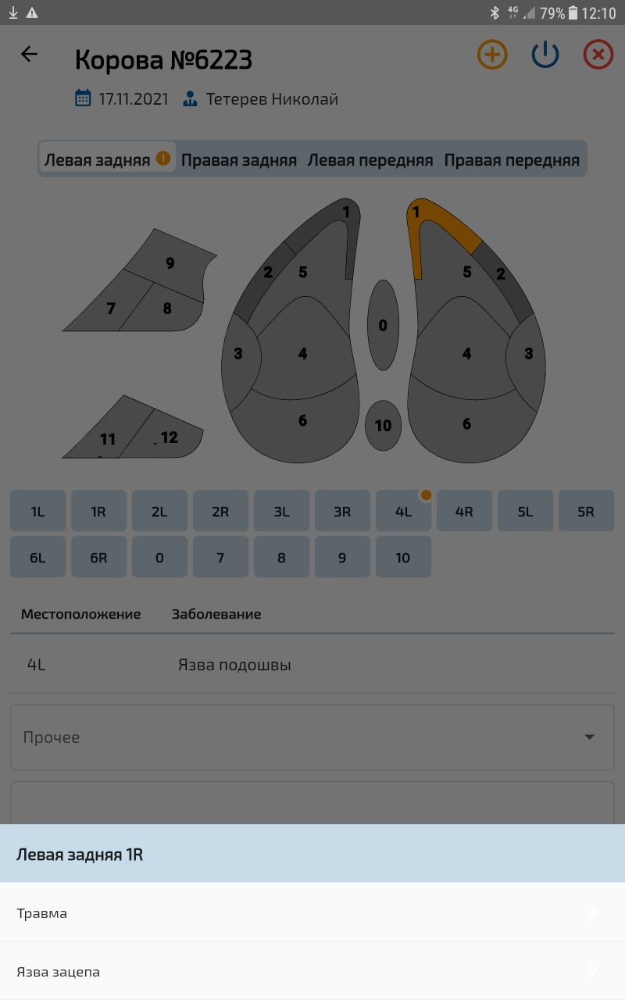 4G 79% 12:10
Корова №6223
17.11.2021 Тетерев Николай
Левая задняя 1 Правая задняя Левая передняя Правая передняя
1 1
9 2 5 5 2
7 8 0
3 4 4 3
11 12 6 10 6
1L 1R 2L 2R 3L 3R 4L 4R 5L 5R
6L 6R 0 7 8 9 10
Местоположение Заболевание
4L Язва подошвы
Прочее
Левая задняя 1R
Травма
Язва зацепа